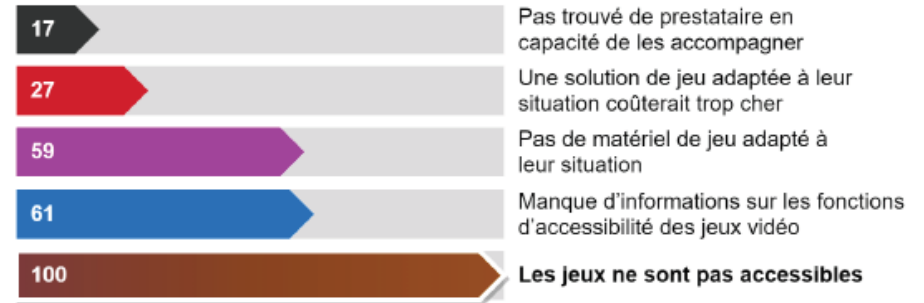 17
Pas trouvé de prestataire en
capacité de les accompagner
27
Une solution de jeu adaptée à leur
situation coûterait trop cher
59
Pas de matériel de jeu adapté à
leur situation
61
Manque d'informations sur les fonctions
d'accessibilité des jeux vidéo
100
Les jeux ne sont pas accessibles